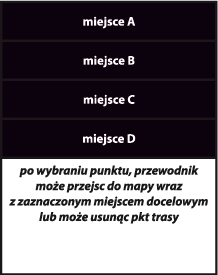 miejsce A
miejsce B
miejsce C
miejsce D
po wybraniu punktu, przewodnik
może przejsc do mapy wraz
z zaznaczonym miejscem docelowym
lub może usunąc pkt trasy